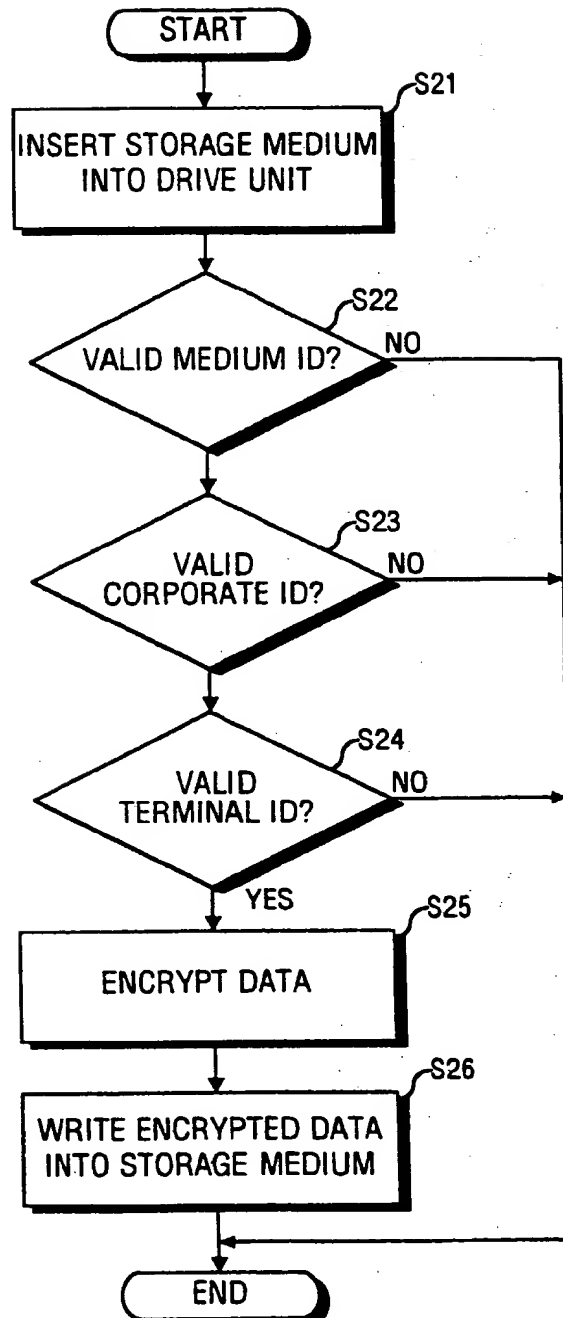 START
S21
INSERT STORAGE MEDIUM
INTO DRIVE UNIT
S22
VALID MEDIUM ID?
NO
S23
VALID
CORPORATE ID?
NO
S24
VALID
TERMINAL ID?
NO
YES
S25
ENCRYPT DATA
S26
WRITE ENCRYPTED DATA
INTO STORAGE MEDIUM
END